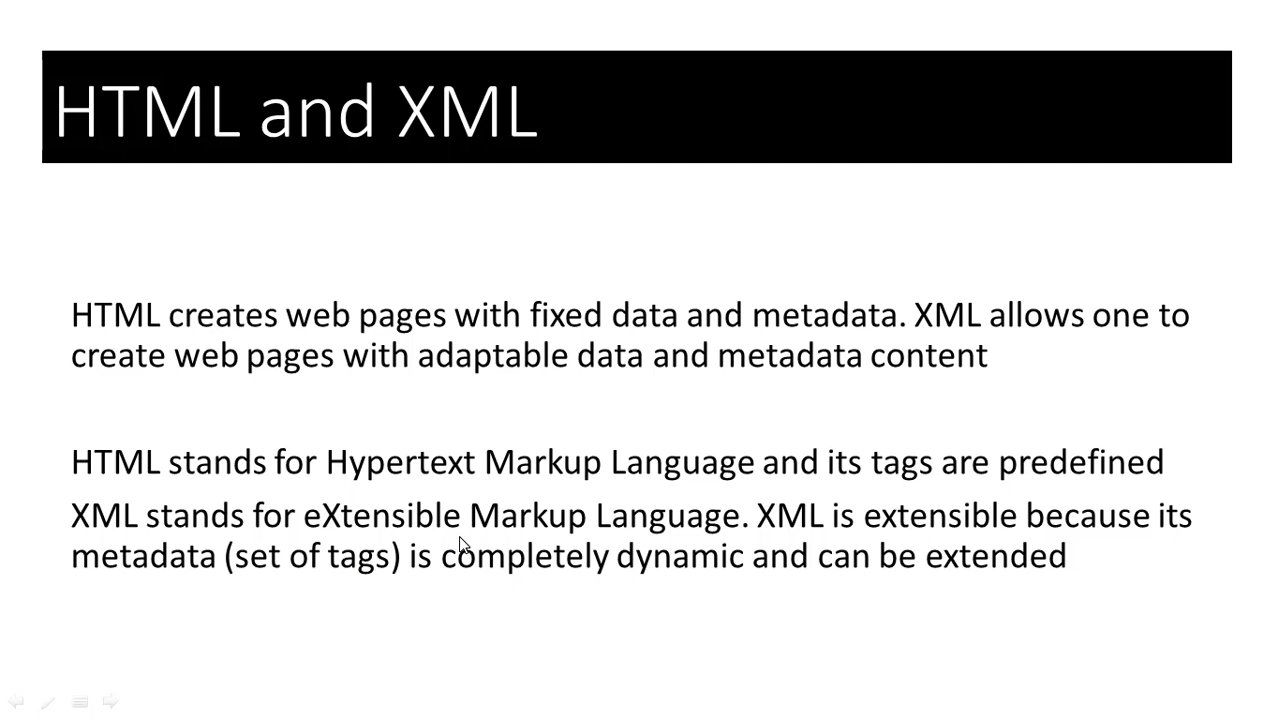 HTML and XML
HTML creates web pages with fixed data and metadata. XML allows one to
create web pages with adaptable data and metadata content
HTML stands for Hypertext Markup Language and its tags are predefined
XML stands for eXtensible Markup Language. XML is extensible because its
metadata (set of tags) is completely dynamic and can be extended